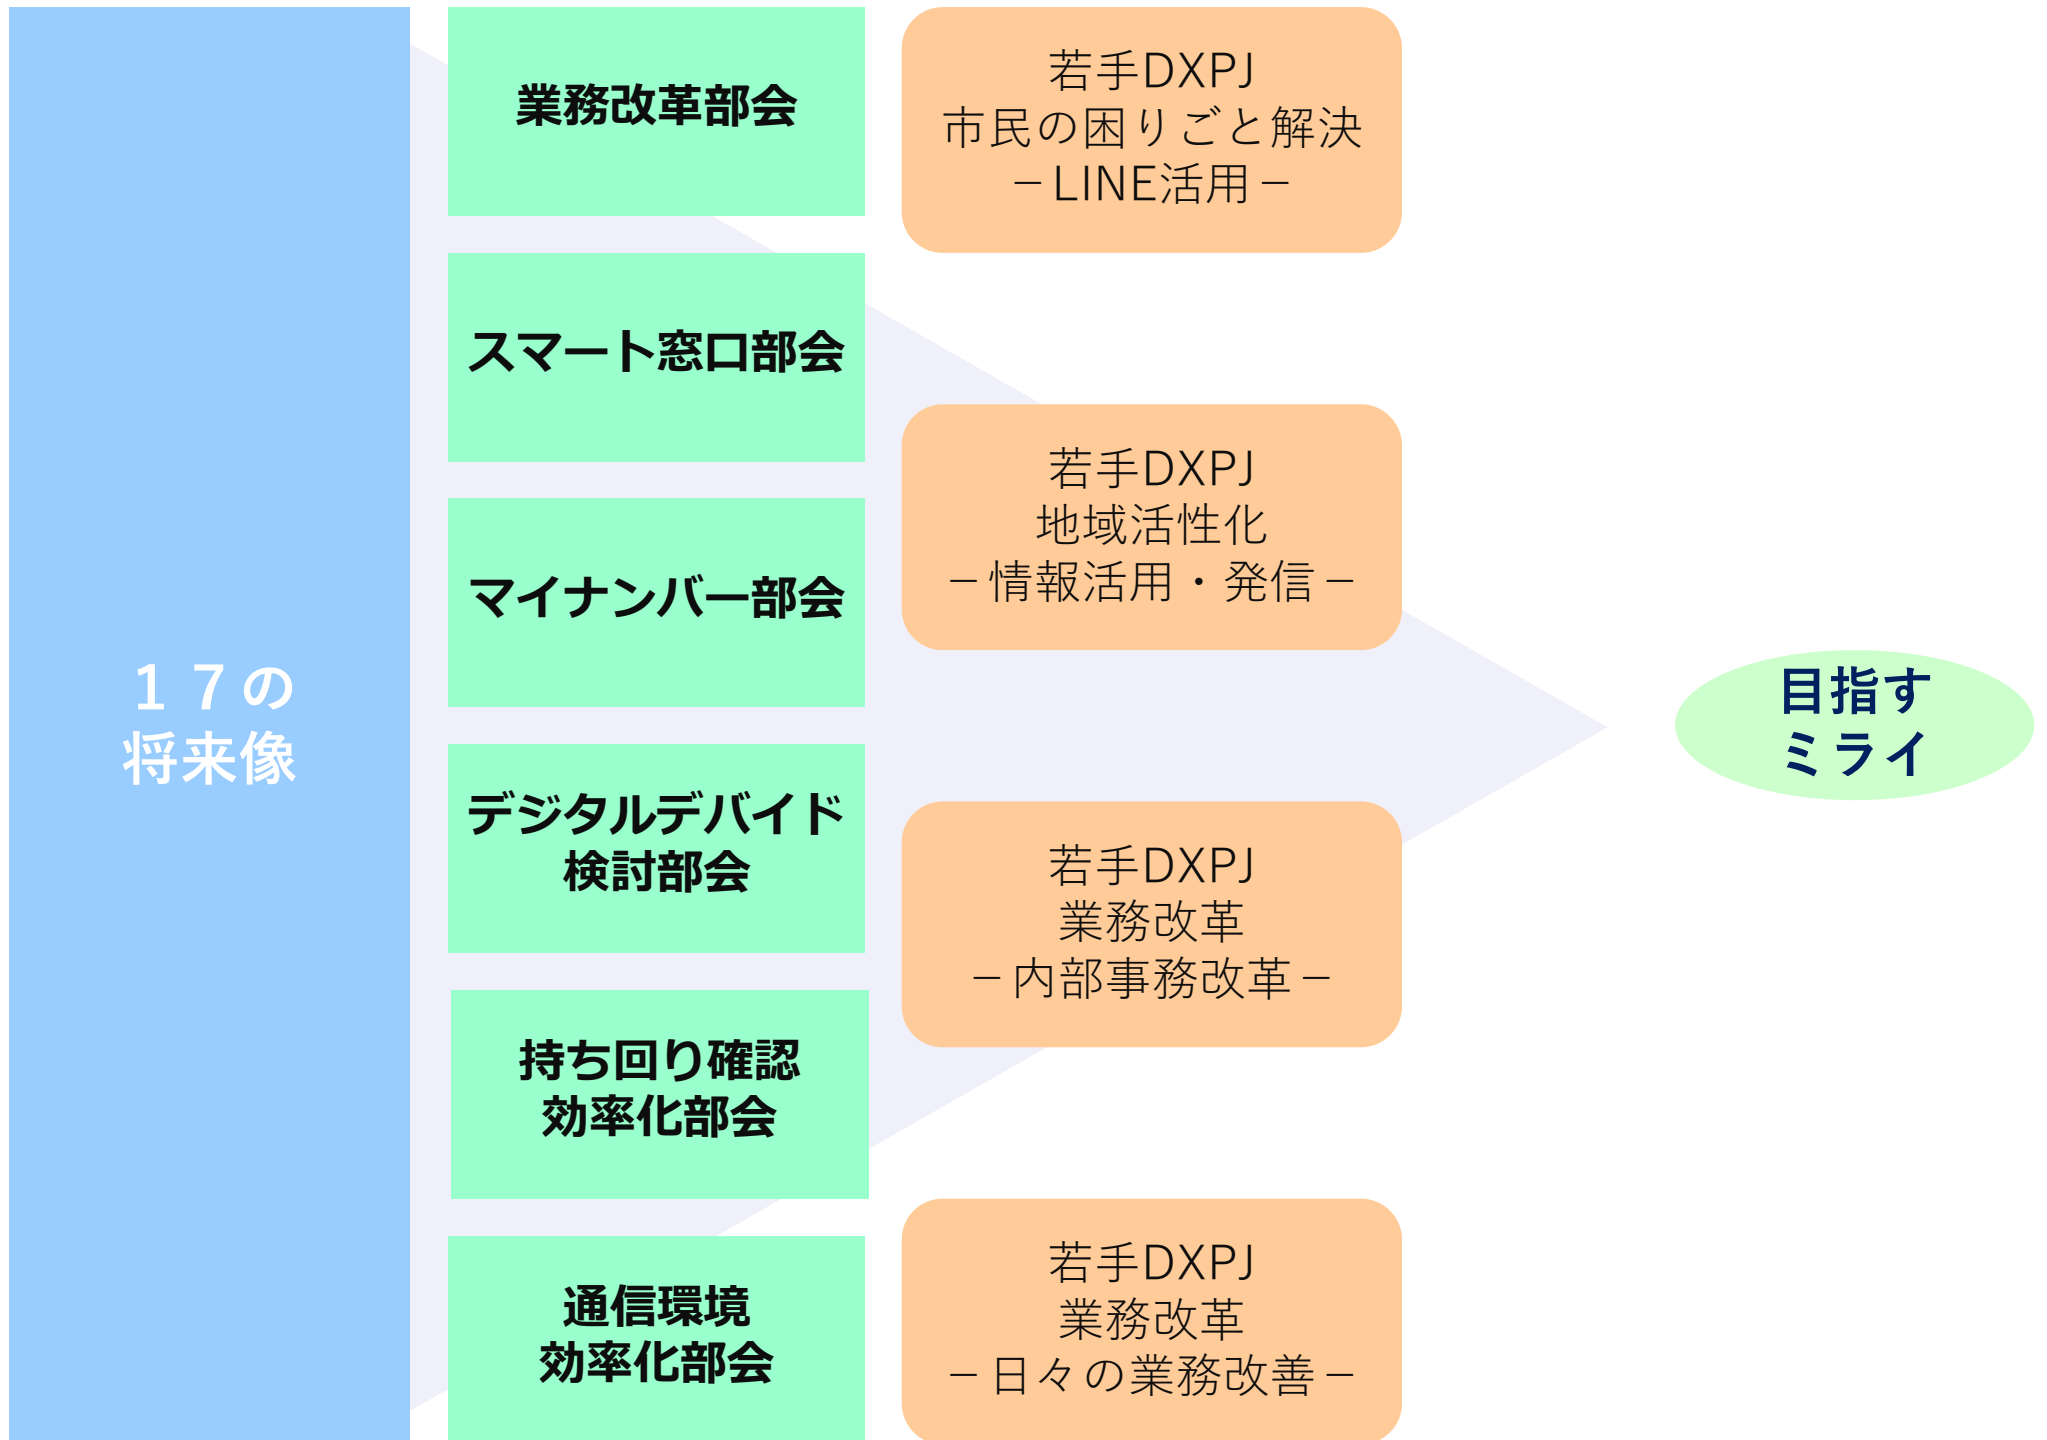 １７の
将来像
業務改革部会
スマート窓口部会
マイナンバー部会
デジタルデバイド
検討部会
持ち回り確認
効率化部会
通信環境
効率化部会
若手DXPJ
市民の困りごと解決
－LINE活用－
若手DXPJ
地域活性化
－情報活用・発信－
若手DXPJ
業務改革
－内部事務改革－
若手DXPJ
業務改革
－日々の業務改善－
目指す
ミライ